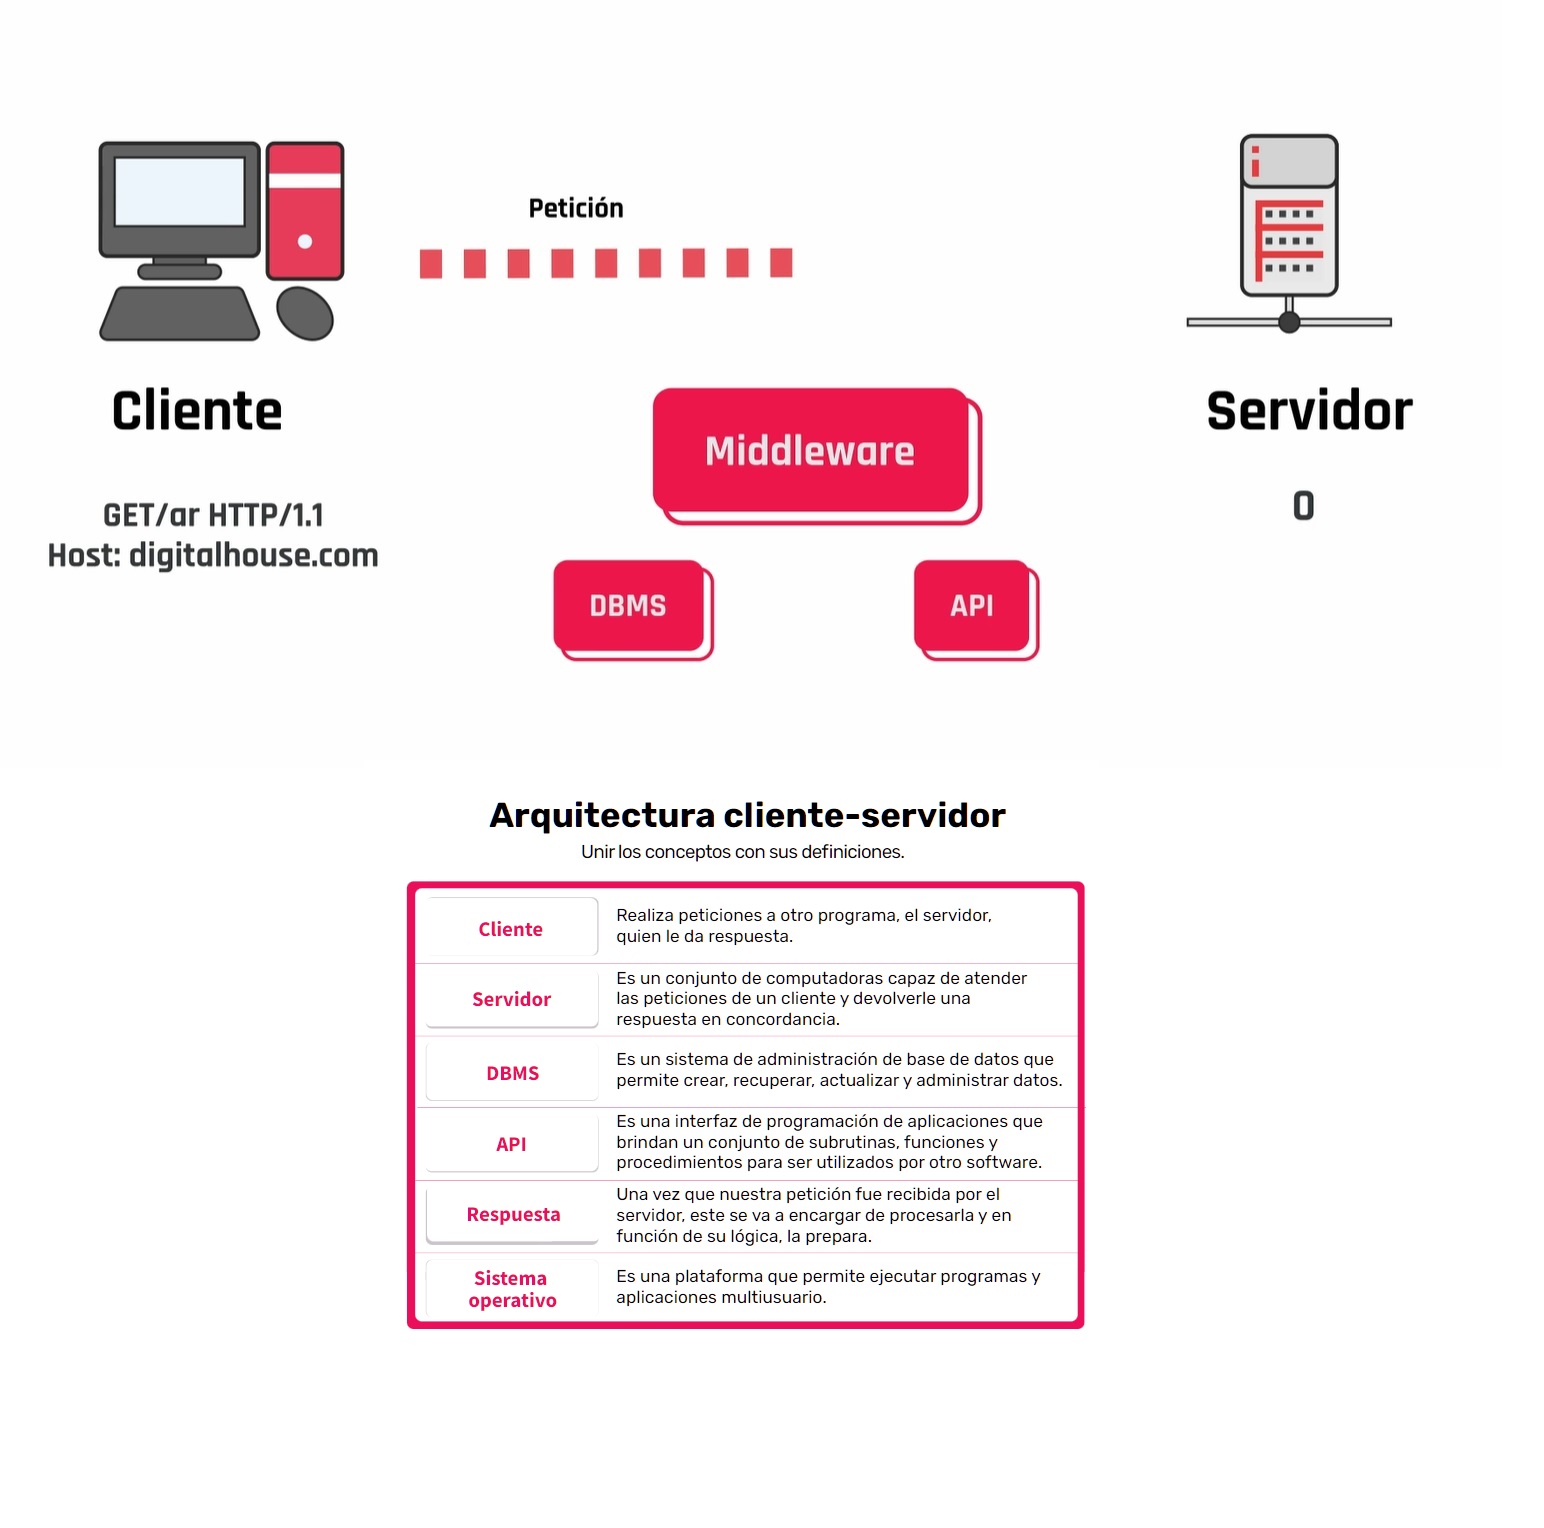 Petición
Cliente
Servidor
Middleware
GET/ar HTTP/1.1
Host: digitalhouse.com
0
DBMS
API
Arquitectura cliente-servidor
Unir los conceptos con sus definiciones.
Cliente
Realiza peticiones a otro programa, el servidor,
quien le da respuesta.
Servidor
Es un conjunto de computadoras capaz de atender
las peticiones de un cliente y devolverle una
respuesta en concordancia.
DBMS
Es un sistema de administración de base de datos que
permite crear, recuperar, actualizar y administrar datos.
API
Es una interfaz de programación de aplicaciones que
brindan un conjunto de subrutinas, funciones y
procedimientos para ser utilizados por otro software.
Respuesta
Una vez que nuestra petición fue recibida por el
servidor, este se va a encargar de procesarla y en
función de su lógica, la prepara.
Sistema
operativo
Es una plataforma que permite ejecutar programas y
aplicaciones multiusuario.